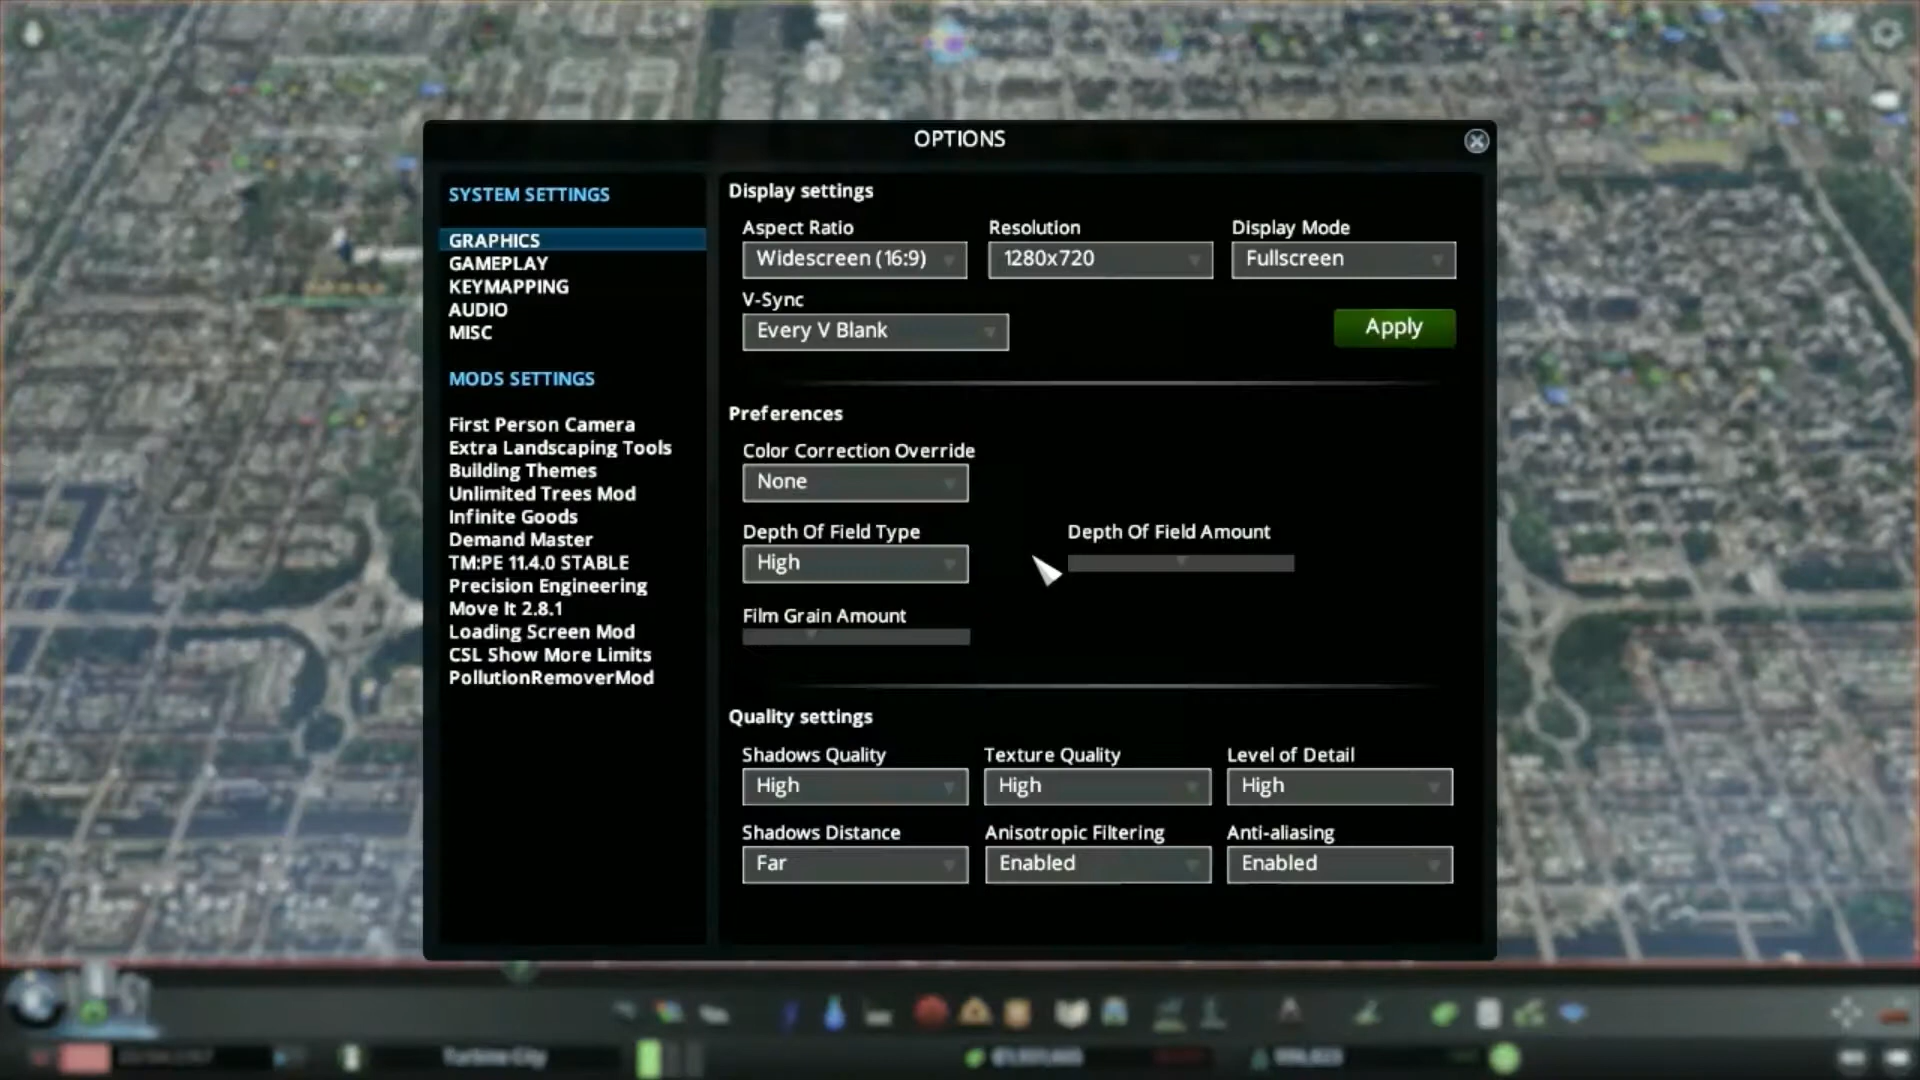 OPTIONS
SYSTEM SETTINGS
GRAPHICS
GAMEPLAY
KEYMAPPING
AUDIO
MISC
MODS SETTINGS
First Person Camera
Extra Landscaping Tools
Building Themes
Unlimited Trees Mod
Infinite Goods
Demand Master
TM:PE 11.4.0 STABLE
Precision Engineering
Move It 2.8.1
Loading Screen Mod
CSL Show More Limits
PollutionRemoverMod
Display settings
Aspect Ratio Resolution Display Mode
Widescreen (16:9) 1280x720 Fullscreen
V-Sync
Every V Blank Apply
Preferences
Color Correction Override
None
Depth Of Field Type Depth Of Field Amount
High
Film Grain Amount
Quality settings
Shadows Quality Texture Quality Level of Detail
High High High
Shadows Distance Anisotropic Filtering Anti-aliasing
Far Enabled Enabled
Turbine City